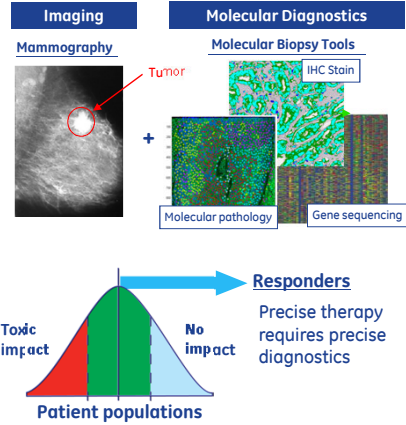 Imaging
Molecular Diagnostics
Mammography
Molecular Biopsy Tools
Tumor
IHC Stain
+
Molecular pathology
Gene sequencing
Responders
Precise therapy
requires precise
diagnostics
Toxic
impact
No
impact
Patient populations